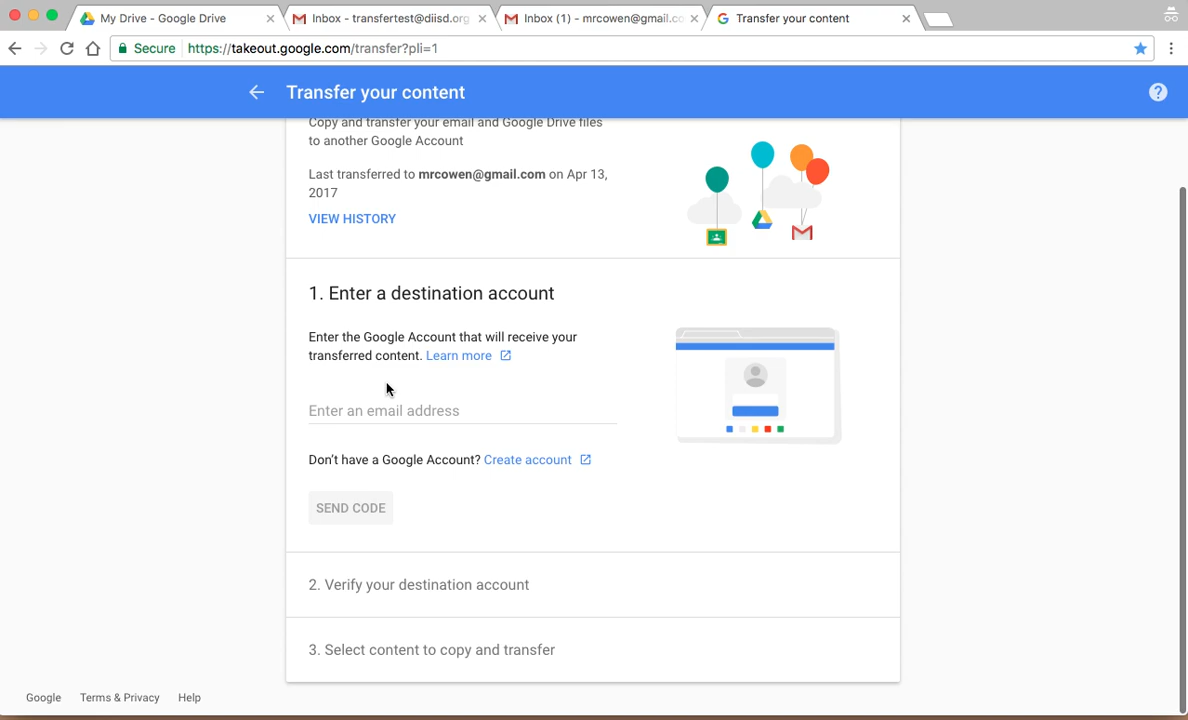 My Drive - Google Drive
Inbox - transfertest@diisd.org
Inbox (1) - mrcowen@gmail.co
Transfer your content
Secure
https://takeout.google.com/transfer?pli=1
Transfer your content
Copy and transfer your email and Google Drive files
to another Google Account
Last transferred to mrcowen@gmail.com on Apr 13,
2017
VIEW HISTORY
1. Enter a destination account
Enter the Google Account that will receive your
transferred content. Learn more
Enter an email address
Don't have a Google Account? Create account
SEND CODE
2. Verify your destination account
3. Select content to copy and transfer
Google Terms & Privacy Help